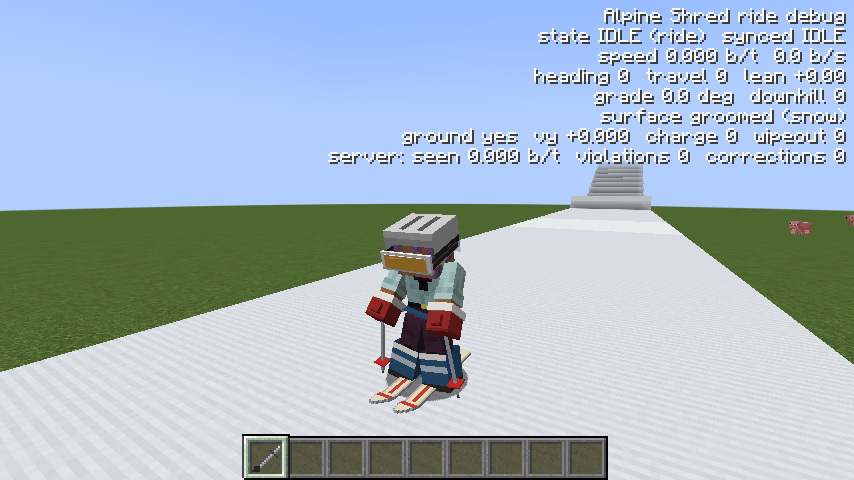 Alpine Shred ride debug
state IDLE (ride) synced IDLE
speed 0.000 b/t 0.0 b/s
heading 0 travel 0 lean +0.00
grade 0.0 deg downhill 0
surface groomed (snow)
ground yes vy +0.000 charge 0 wipeout 0
server: seen 0.000 b/t violations 0 corrections 0